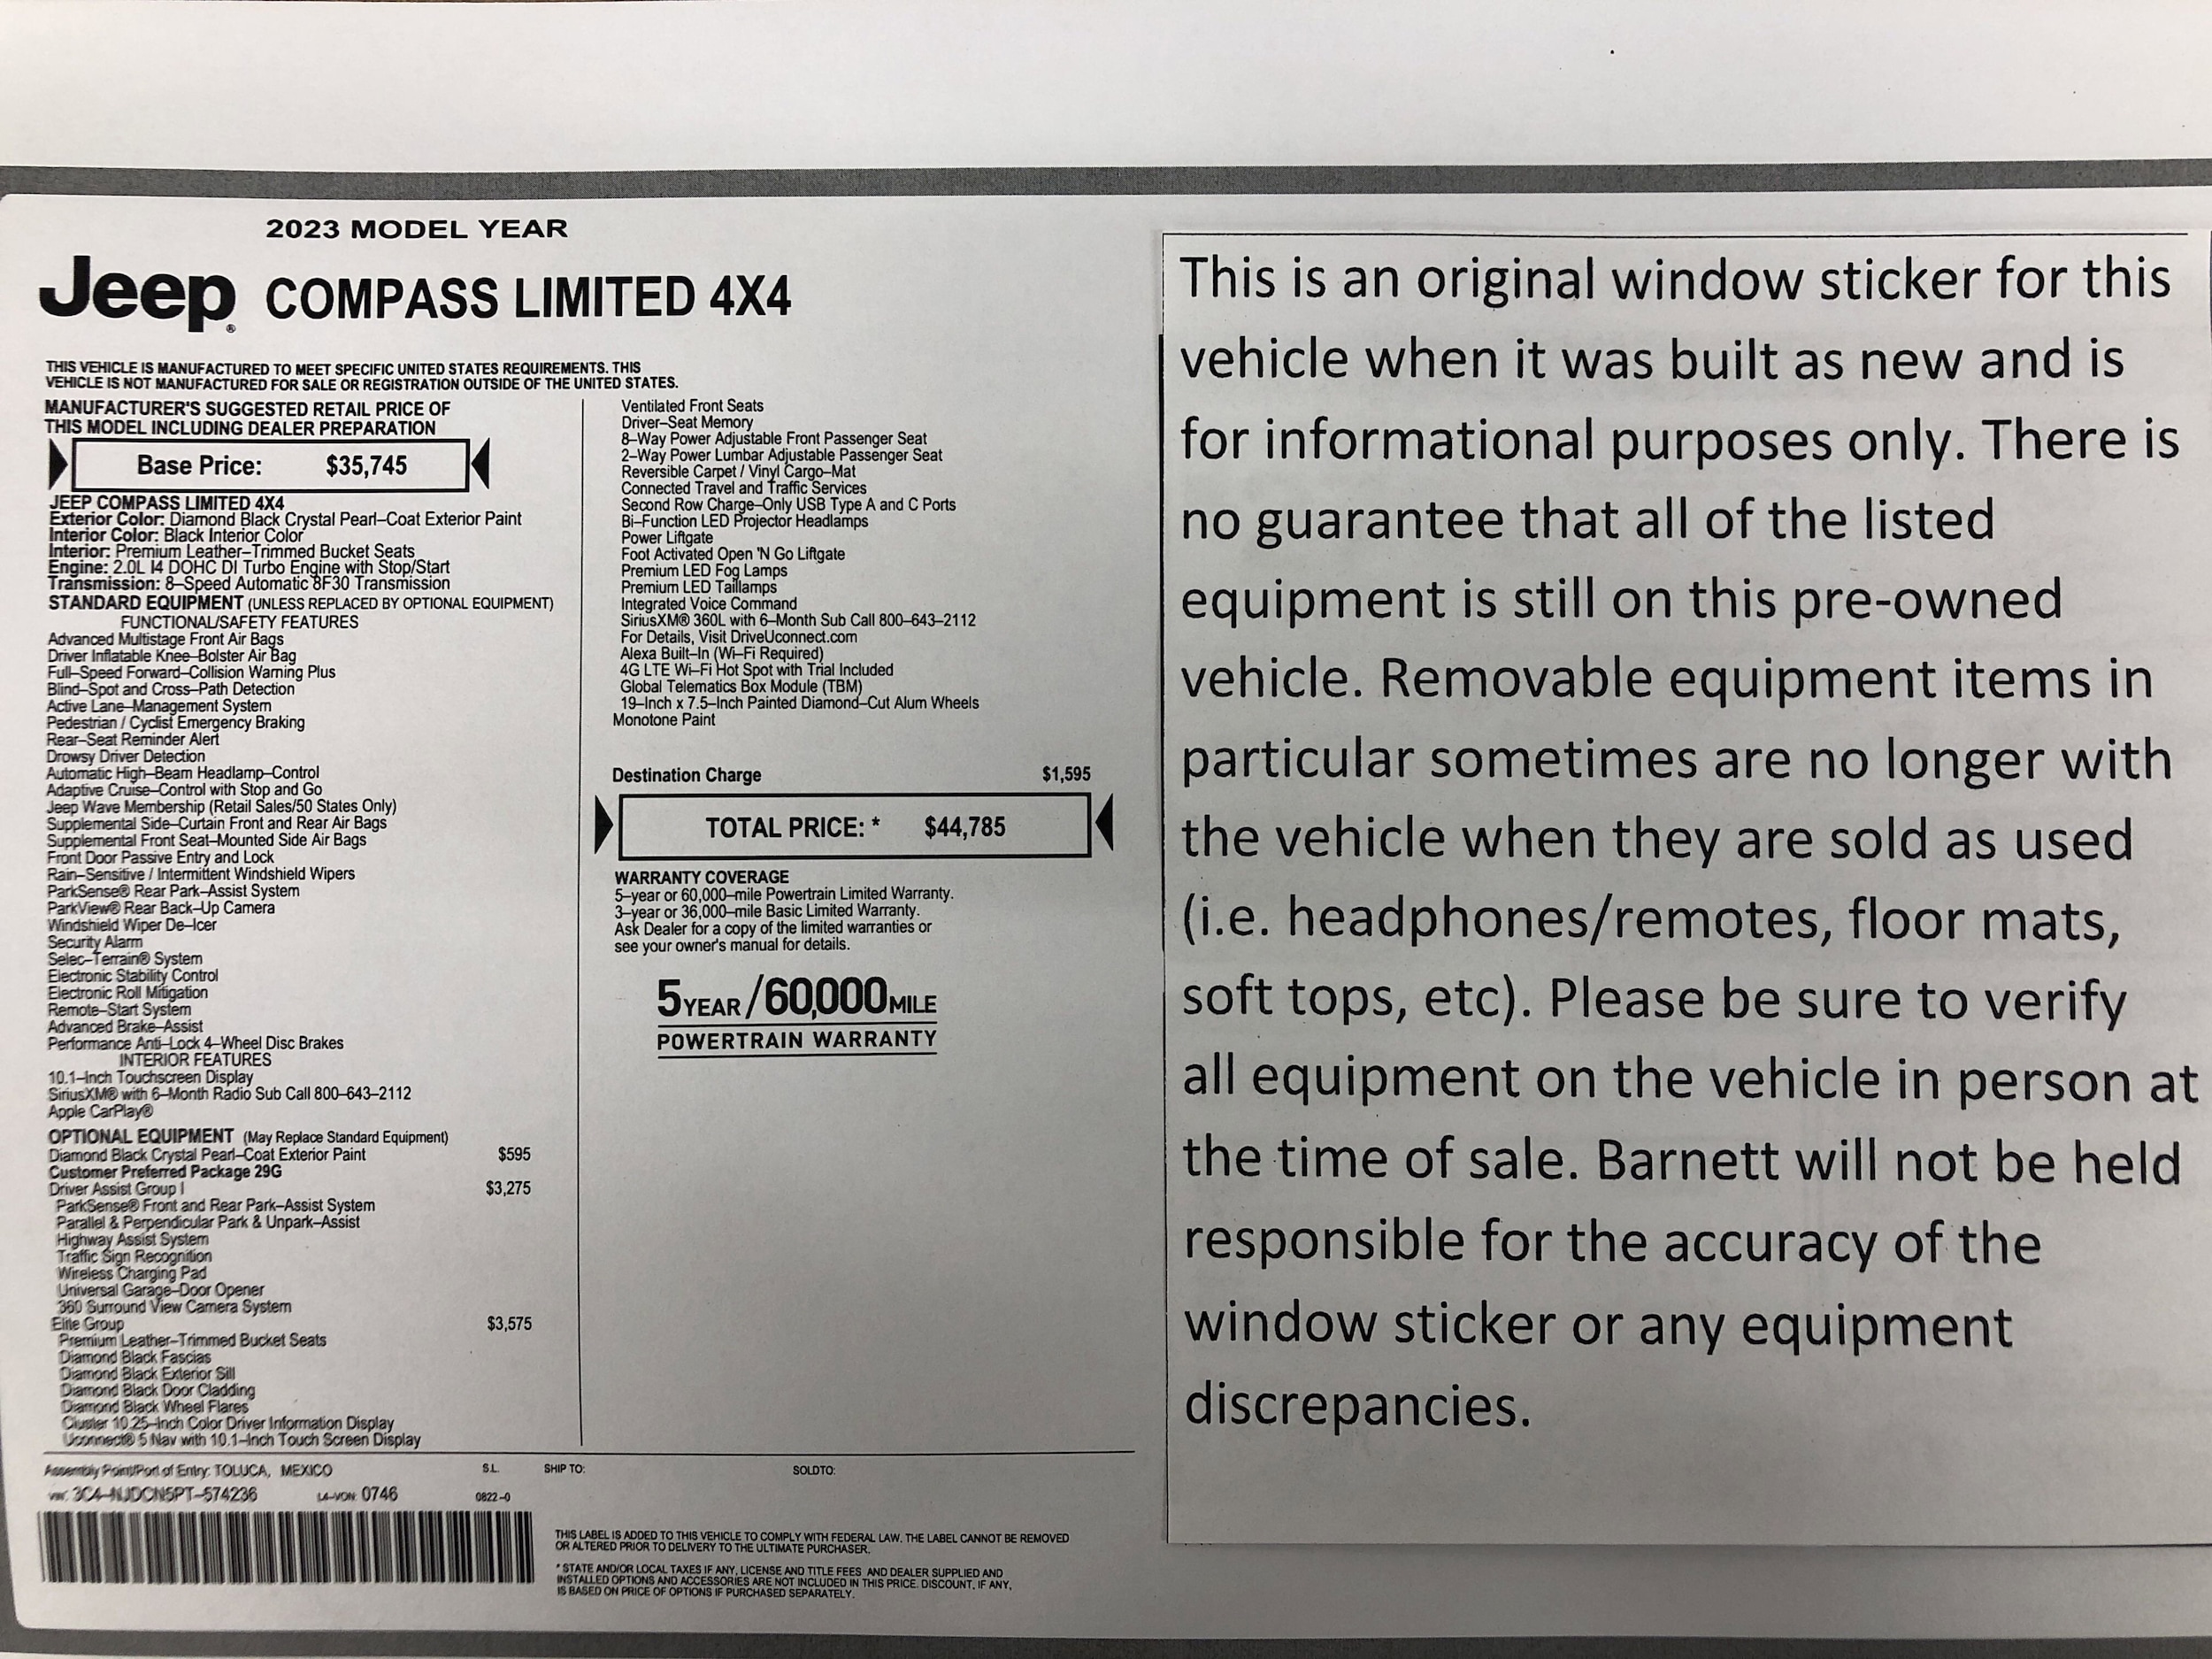 2023 MODEL YEAR
Jeep® COMPASS LIMITED 4X4
THIS VEHICLE IS MANUFACTURED TO MEET SPECIFIC UNITED STATES REQUIREMENTS. THIS
VEHICLE IS NOT MANUFACTURED FOR SALE OR REGISTRATION OUTSIDE OF THE UNITED STATES.
MANUFACTURER'S SUGGESTED RETAIL PRICE OF
THIS MODEL INCLUDING DEALER PREPARATION
Base Price: $35,745
JEEP COMPASS LIMITED 4X4
Exterior Color: Diamond Black Crystal Pearl–Coat Exterior Paint
Interior Color: Black Interior Color
Interior: Premium Leather–Trimmed Bucket Seats
Engine: 2.0L I4 DOHC DI Turbo Engine with Stop/Start
Transmission: 8–Speed Automatic 8F30 Transmission
STANDARD EQUIPMENT (UNLESS REPLACED BY OPTIONAL EQUIPMENT)
FUNCTIONAL/SAFETY FEATURES
Advanced Multistage Front Air Bags
Driver Inflatable Knee–Bolster Air Bag
Full–Speed Forward–Collision Warning Plus
Blind–Spot and Cross–Path Detection
Active Lane–Management System
Pedestrian / Cyclist Emergency Braking
Rear–Seat Reminder Alert
Drowsy Driver Detection
Automatic High–Beam Headlamp–Control
Adaptive Cruise–Control with Stop and Go
Jeep Wave Membership (Retail Sales/50 States Only)
Supplemental Side–Curtain Front and Rear Air Bags
Supplemental Front Seat–Mounted Side Air Bags
Front Door Passive Entry and Lock
Rain–Sensitive / Intermittent Windshield Wipers
ParkSense® Rear Park–Assist System
ParkView® Rear Back–Up Camera
Windshield Wiper De–Icer
Security Alarm
Selec–Terrain® System
Electronic Stability Control
Electronic Roll Mitigation
Remote–Start System
Advanced Brake–Assist
Performance Anti–Lock 4–Wheel Disc Brakes
INTERIOR FEATURES
10.1–Inch Touchscreen Display
SiriusXM® with 6–Month Radio Sub Call 800–643–2112
Apple CarPlay®
OPTIONAL EQUIPMENT (May Replace Standard Equipment)
Diamond Black Crystal Pearl–Coat Exterior Paint $595
Customer Preferred Package 29G
Driver Assist Group I $3,275
ParkSense® Front and Rear Park–Assist System
Parallel & Perpendicular Park & Unpark–Assist
Highway Assist System
Traffic Sign Recognition
Wireless Charging Pad
Universal Garage–Door Opener
360 Surround View Camera System
Elite Group $3,575
Premium Leather–Trimmed Bucket Seats
Diamond Black Fascias
Diamond Black Exterior Sill
Diamond Black Door Cladding
Diamond Black Wheel Flares
Cluster 10.25–Inch Color Driver Information Display
Uconnect® 5 Nav with 10.1–Inch Touch Screen Display
Ventilated Front Seats
Driver–Seat Memory
8–Way Power Adjustable Front Passenger Seat
2–Way Power Lumbar Adjustable Passenger Seat
Reversible Carpet / Vinyl Cargo–Mat
Connected Travel and Traffic Services
Second Row Charge–Only USB Type A and C Ports
Bi–Function LED Projector Headlamps
Power Liftgate
Foot Activated Open 'N Go Liftgate
Premium LED Fog Lamps
Premium LED Taillamps
Integrated Voice Command
SiriusXM® 360L with 6–Month Sub Call 800–643–2112
For Details, Visit DriveUconnect.com
Alexa Built–In (Wi–Fi Required)
4G LTE Wi–Fi Hot Spot with Trial Included
Global Telematics Box Module (TBM)
19–Inch x 7.5–Inch Painted Diamond–Cut Alum Wheels
Monotone Paint
Destination Charge $1,595
TOTAL PRICE: * $44,785
WARRANTY COVERAGE
5–year or 60,000–mile Powertrain Limited Warranty.
3–year or 36,000–mile Basic Limited Warranty.
Ask Dealer for a copy of the limited warranties or
see your owner's manual for details.
5 YEAR/60,000 MILE
POWERTRAIN WARRANTY
Assembly Point/Port of Entry: TOLUCA, MEXICO S.L. SHIP TO: SOLDTO:
VIN: 3C4–NJDCN5PT–574236 L4–VON: 0746 0822–0
THIS LABEL IS ADDED TO THIS VEHICLE TO COMPLY WITH FEDERAL LAW. THE LABEL CANNOT BE REMOVED
OR ALTERED PRIOR TO DELIVERY TO THE ULTIMATE PURCHASER.
* STATE AND/OR LOCAL TAXES IF ANY, LICENSE AND TITLE FEES AND DEALER SUPPLIED AND
INSTALLED OPTIONS AND ACCESSORIES ARE NOT INCLUDED IN THIS PRICE. DISCOUNT, IF ANY,
IS BASED ON PRICE OF OPTIONS IF PURCHASED SEPARATELY.
This is an original window sticker for this
vehicle when it was built as new and is
for informational purposes only. There is
no guarantee that all of the listed
equipment is still on this pre-owned
vehicle. Removable equipment items in
particular sometimes are no longer with
the vehicle when they are sold as used
(i.e. headphones/remotes, floor mats,
soft tops, etc). Please be sure to verify
all equipment on the vehicle in person at
the time of sale. Barnett will not be held
responsible for the accuracy of the
window sticker or any equipment
discrepancies.